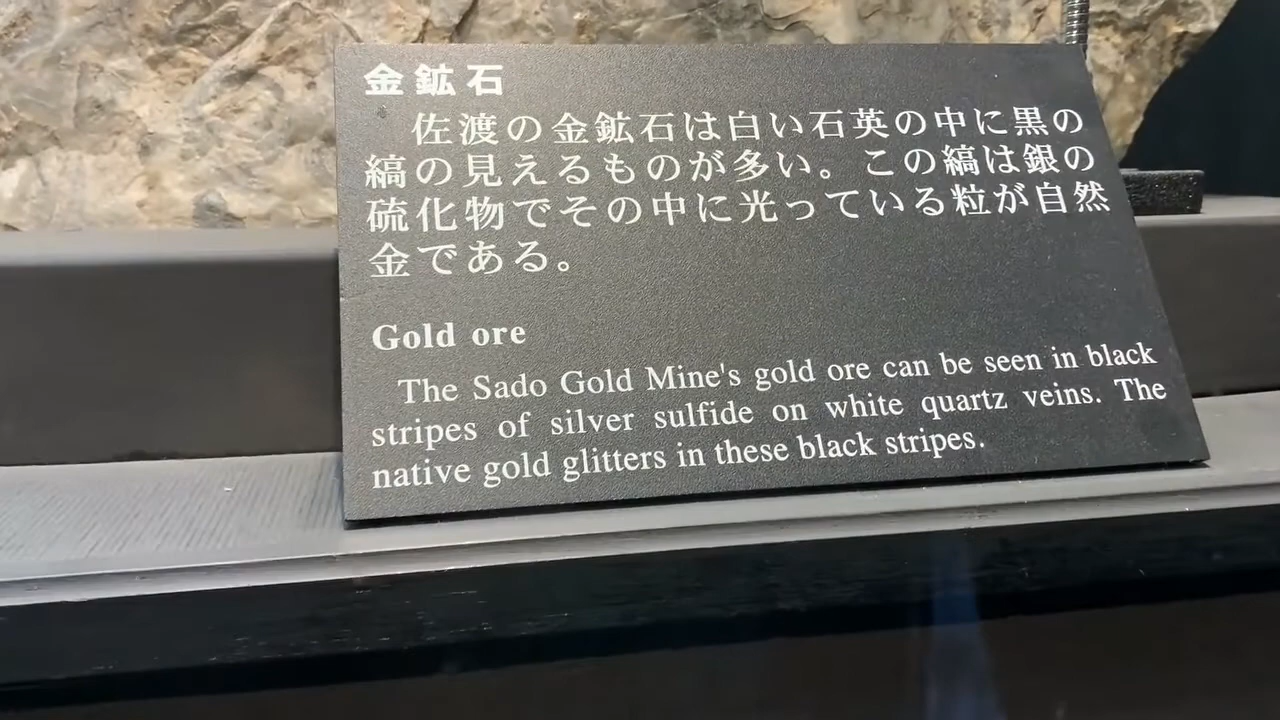 金鉱石
佐渡の金鉱石は白い石英の中に黒の
縞の見えるものが多い。この縞は銀の
硫化物でその中に光っている粒が自然
金である。
Gold ore
The Sado Gold Mine's gold ore can be seen in black
stripes of silver sulfide on white quartz veins. The
native gold glitters in these black stripes.